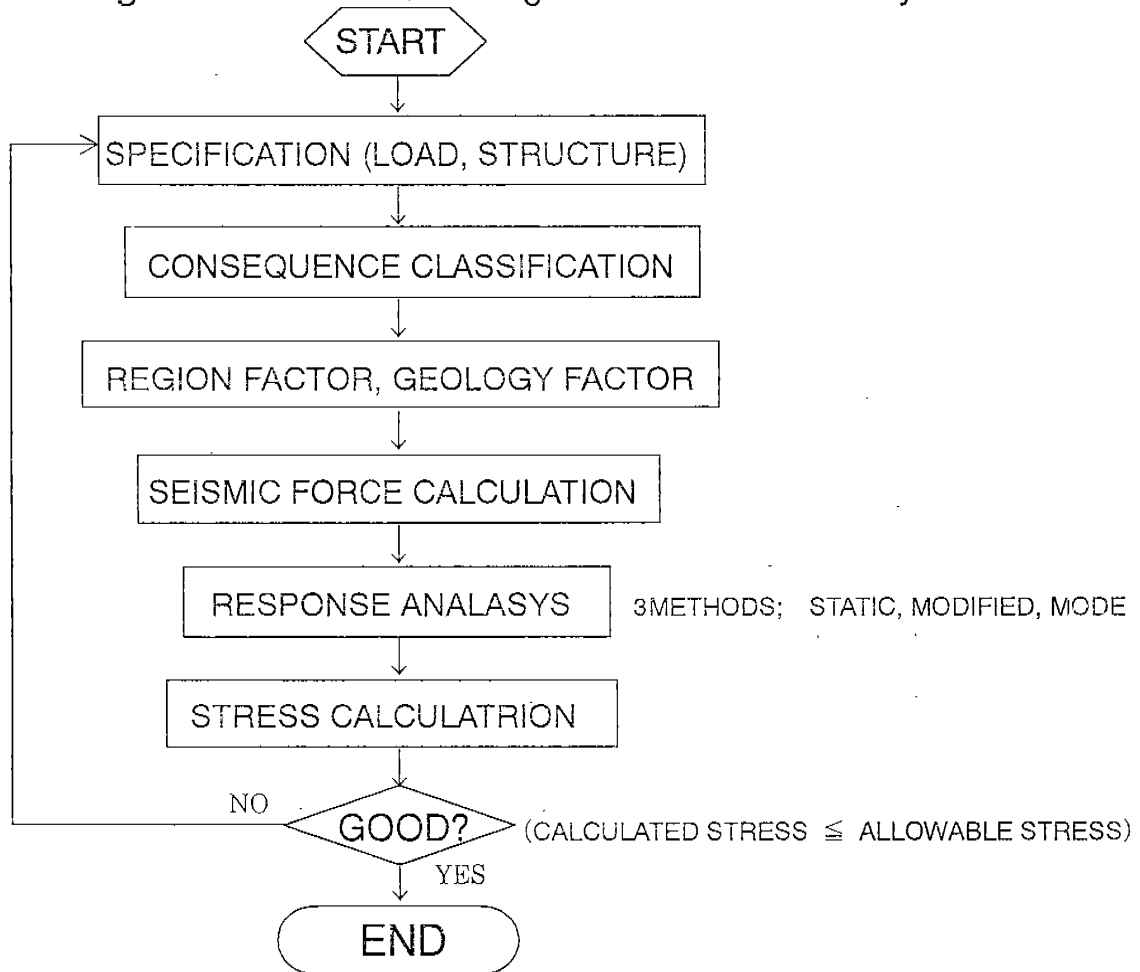 START
SPECIFICATION (LOAD, STRUCTURE)
CONSEQUENCE CLASSIFICATION
REGION FACTOR, GEOLOGY FACTOR
SEISMIC FORCE CALCULATION
RESPONSE ANALASYS 3METHODS; STATIC, MODIFIED, MODE
STRESS CALCULATRION
NO
GOOD? (CALCULATED STRESS ≦ ALLOWABLE STRESS)
YES
END